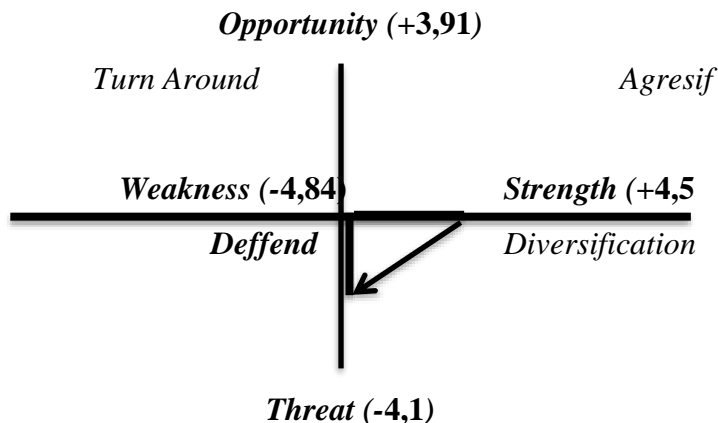 Opportunity (+3,91)
Turn Around Agresif
Weakness (-4,84) Strength (+4,5
Deffend Diversification
Threat (-4,1)